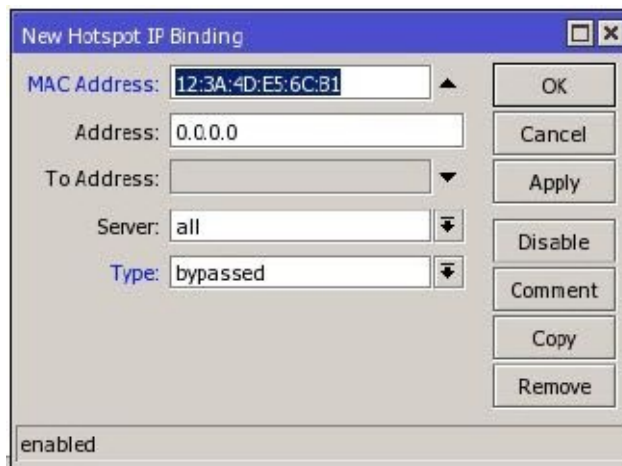 New Hotspot IP Binding
MAC Address: 12:3A:4D:E5:6C:B1
OK
Address: 0.0.0.0
Cancel
To Address:
Apply
Server: all
Disable
Type: bypassed
Comment
Copy
Remove
enabled